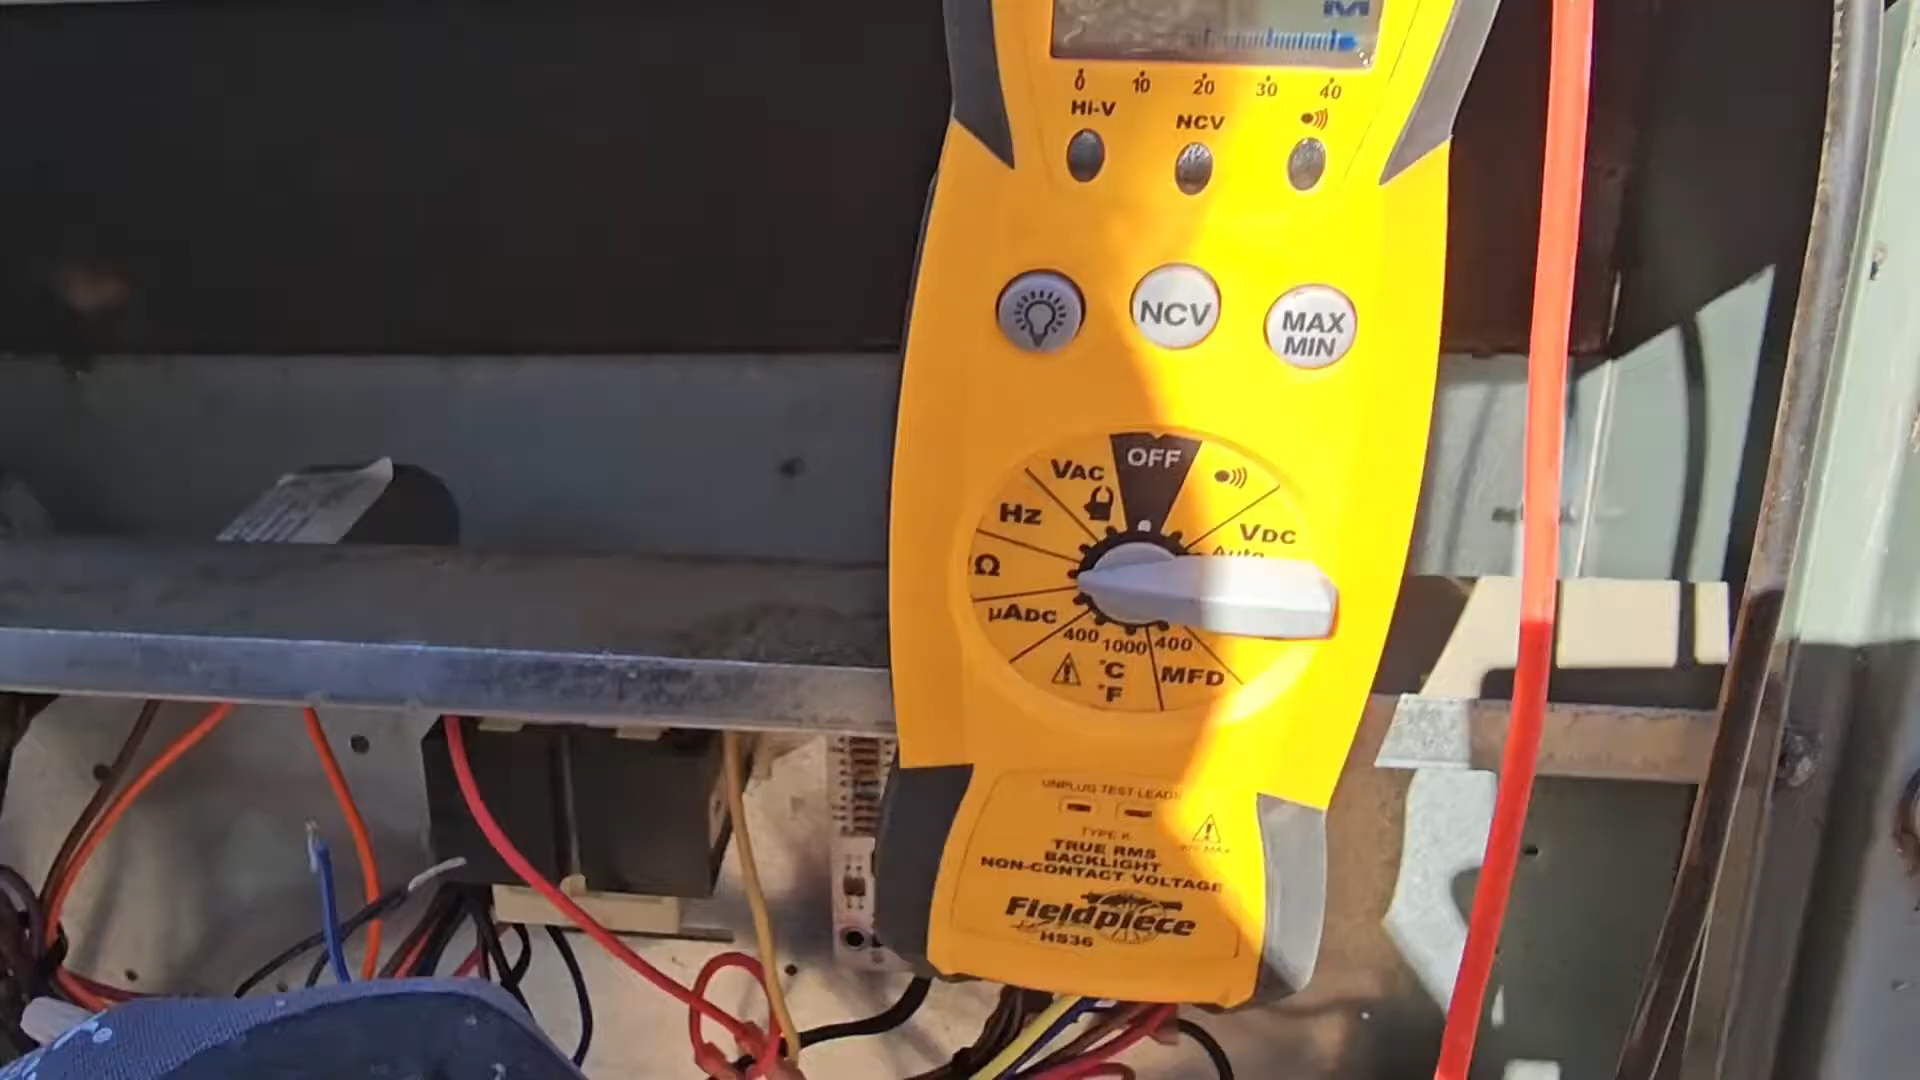 M
0 10 20 30 40
Hi-V NCV
NCV
MAX
MIN
OFF
VAC
Hz
Ω
µADC
VDC
Auto
400 1000 400
°C
°F
MFD
UNPLUG TEST LEADS
TYPE K
TRUE RMS
BACKLIGHT
NON-CONTACT VOLTAGE
Fieldpiece
HS36